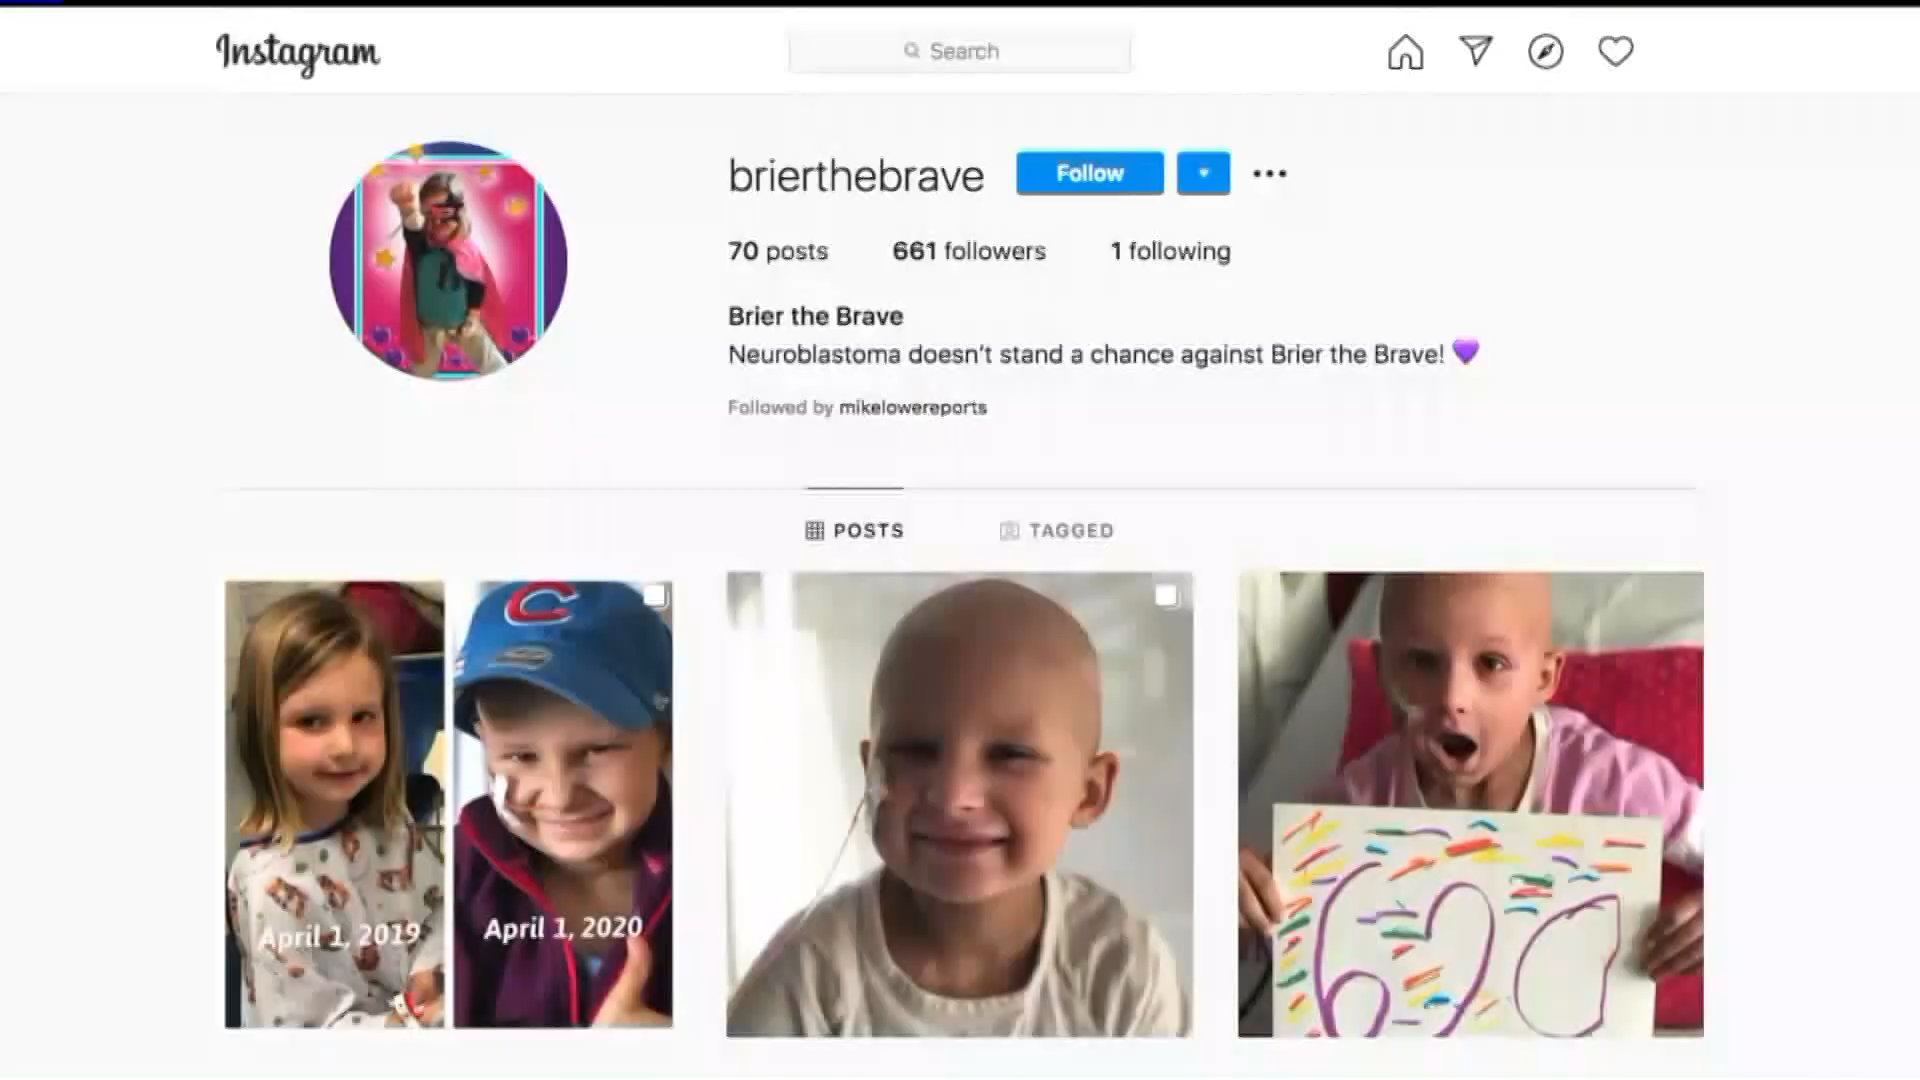 Instagram
Search
brierthebrave
Follow
70 posts 661 followers 1 following
Brier the Brave
Neuroblastoma doesn't stand a chance against Brier the Brave! 💜
Followed by mikelowereports
POSTS TAGGED
C
April 1, 2019
April 1, 2020
620